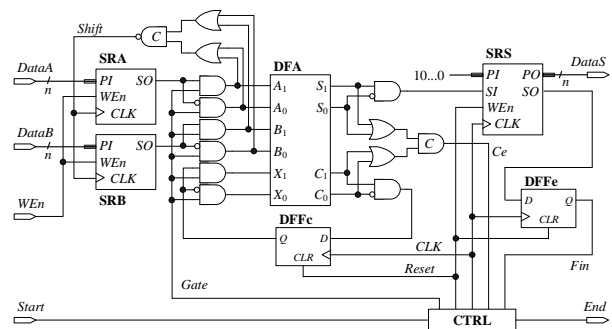 Shift
C
SRA
DFA
SRS
DataA
n
PI
SO
WEn
CLK
A1
A0
B1
B0
X1
X0
S1
S0
C1
C0
10...0
PI
PO
SI
SO
WEn
CLK
DataS
n
DataB
n
PI
SO
WEn
CLK
SRB
C
Ce
WEn
DFFc
Q
D
CLR
DFFe
D
Q
CLR
CLK
Reset
Gate
Fin
Start
CTRL
End